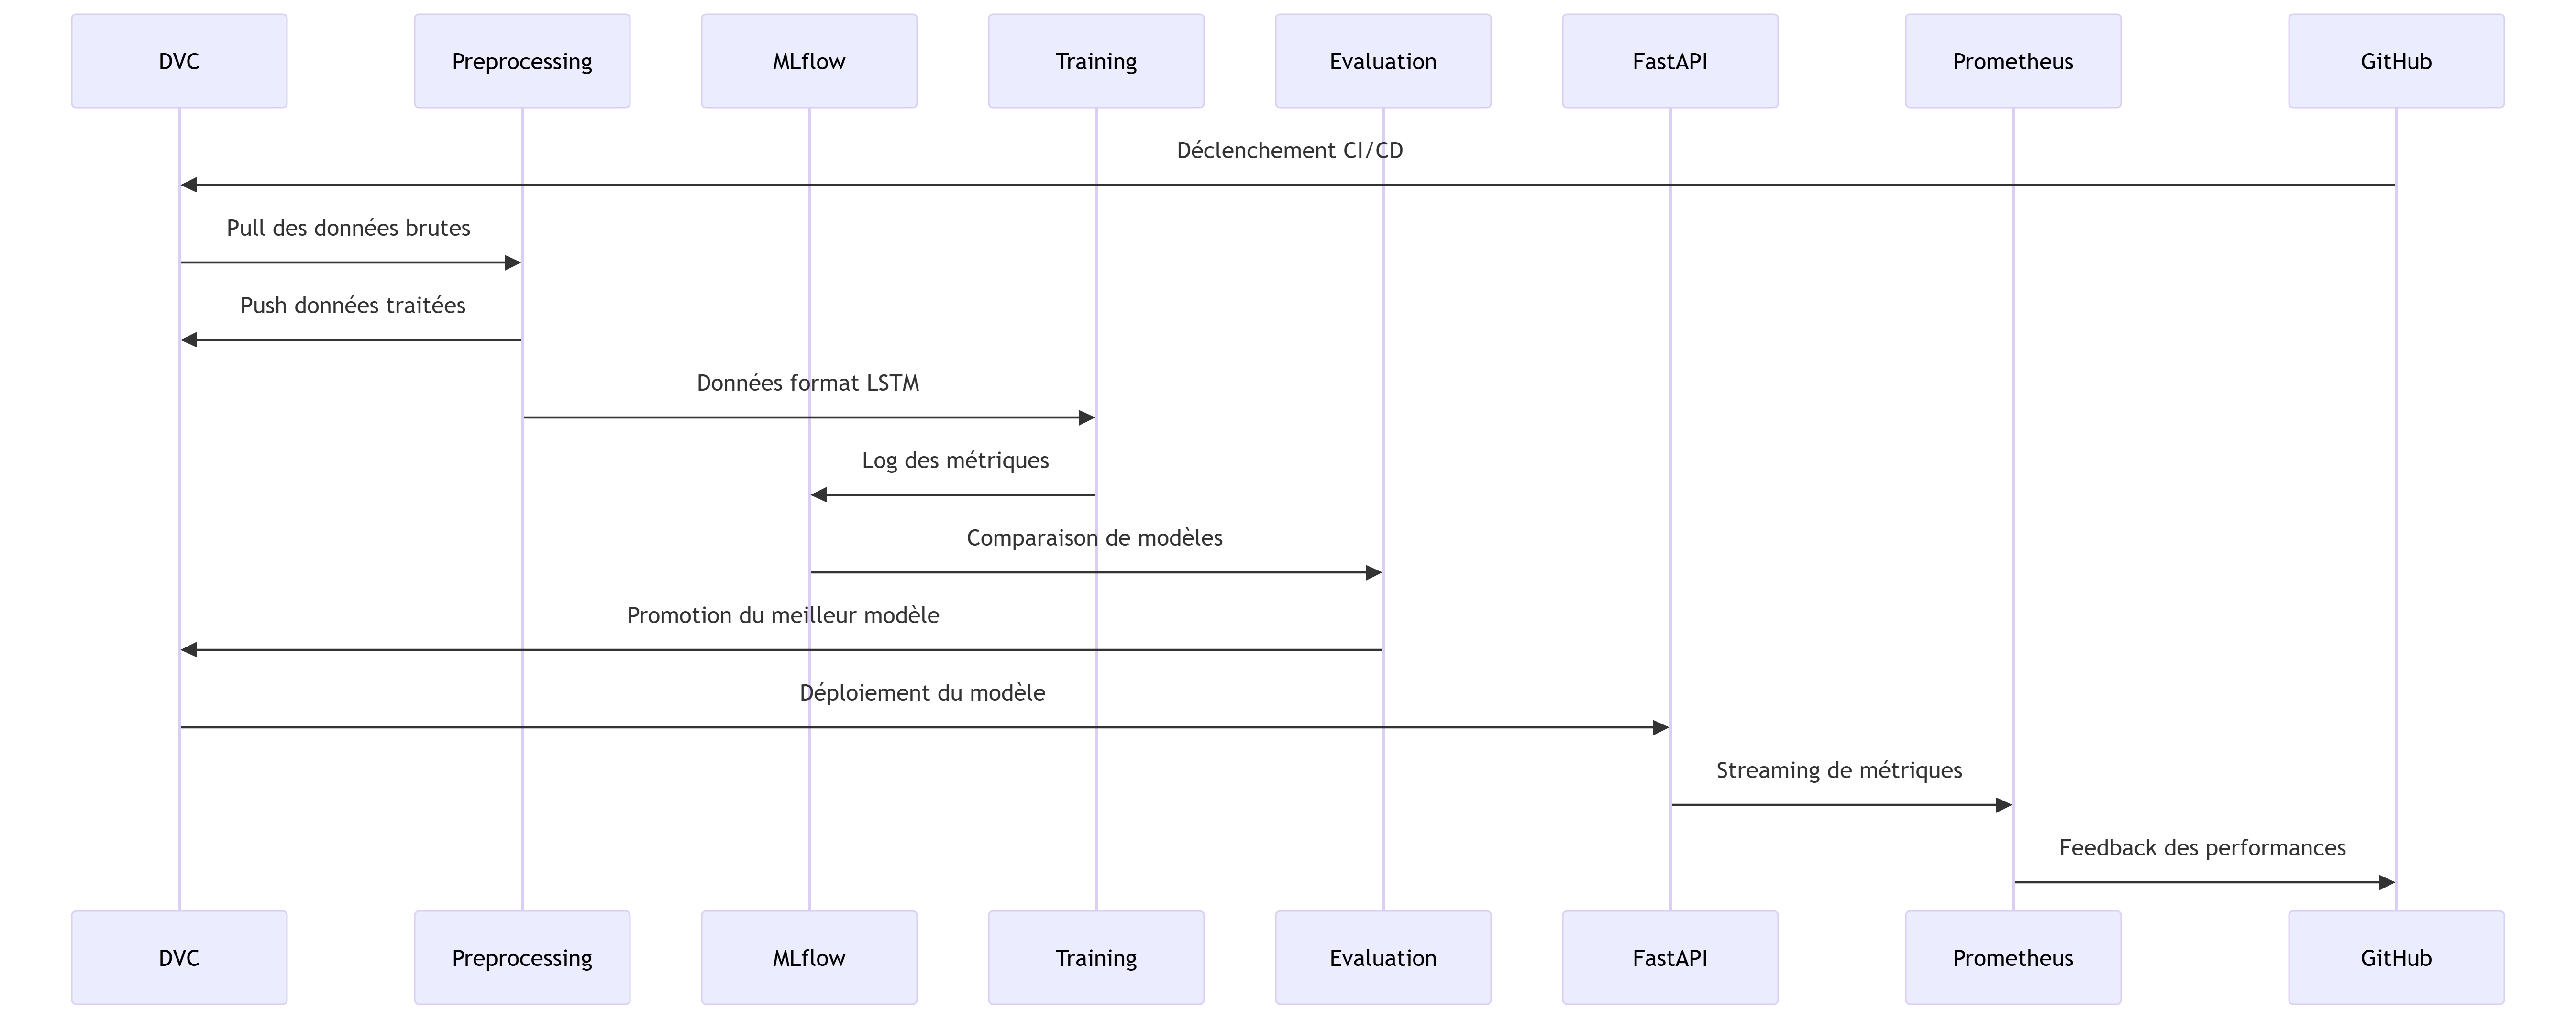 DVC
Preprocessing
MLflow
Training
Evaluation
FastAPI
Prometheus
GitHub
Déclenchement CI/CD
Pull des données brutes
Push données traitées
Données format LSTM
Log des métriques
Comparaison de modèles
Promotion du meilleur modèle
Déploiement du modèle
Streaming de métriques
Feedback des performances
DVC
Preprocessing
MLflow
Training
Evaluation
FastAPI
Prometheus
GitHub